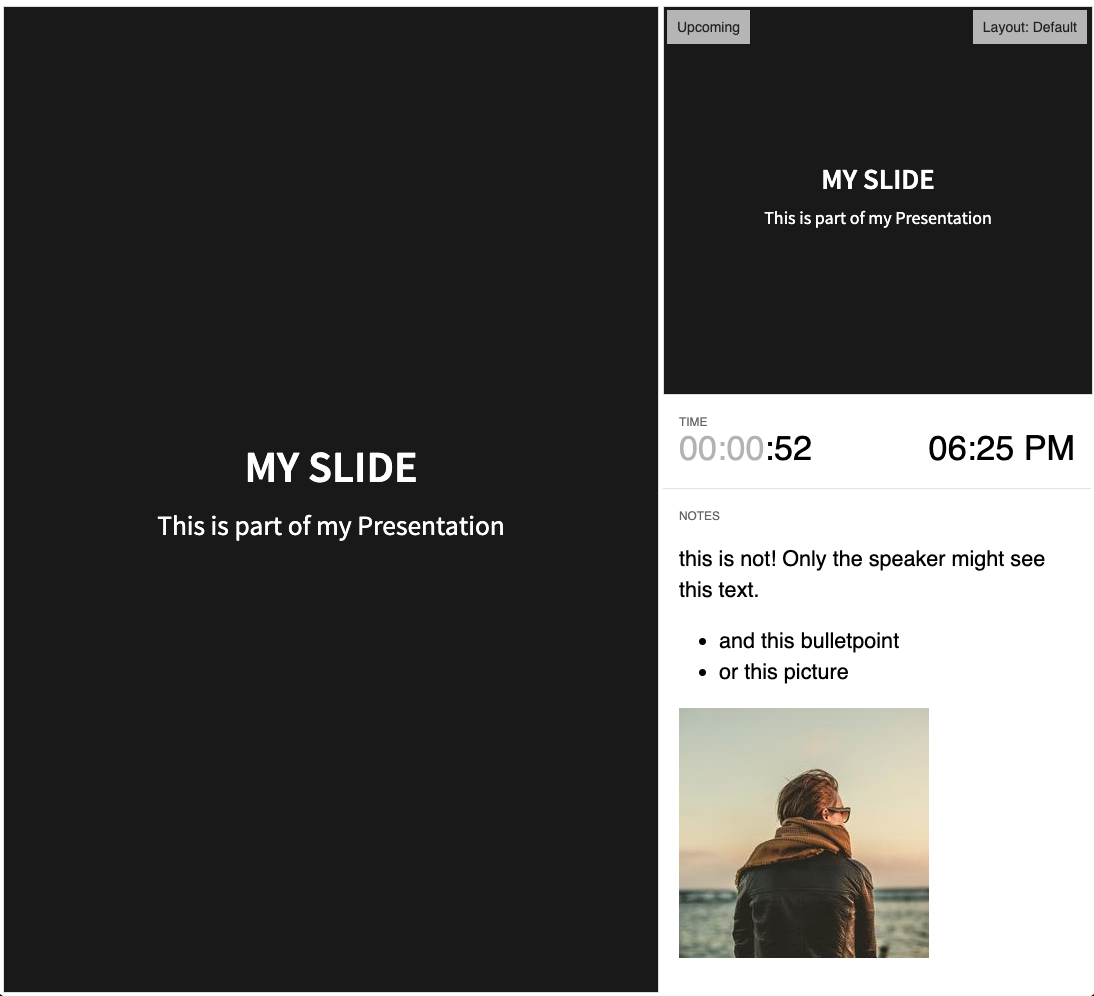 MY SLIDE
This is part of my Presentation
Upcoming
Layout: Default
MY SLIDE
This is part of my Presentation
TIME
00:00:52
06:25 PM
NOTES
this is not! Only the speaker might see
this text.
• and this bulletpoint
• or this picture